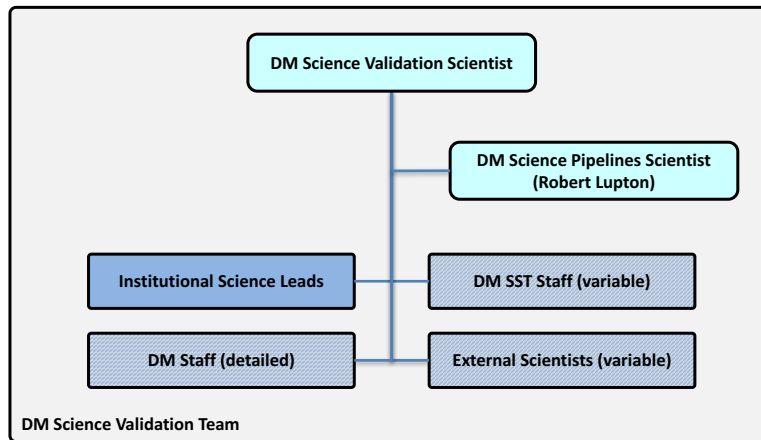 DM Science Validation Scientist
DM Science Pipelines Scientist
(Robert Lupton)
Institutional Science Leads
DM SST Staff (variable)
DM Staff (detailed)
External Scientists (variable)
DM Science Validation Team